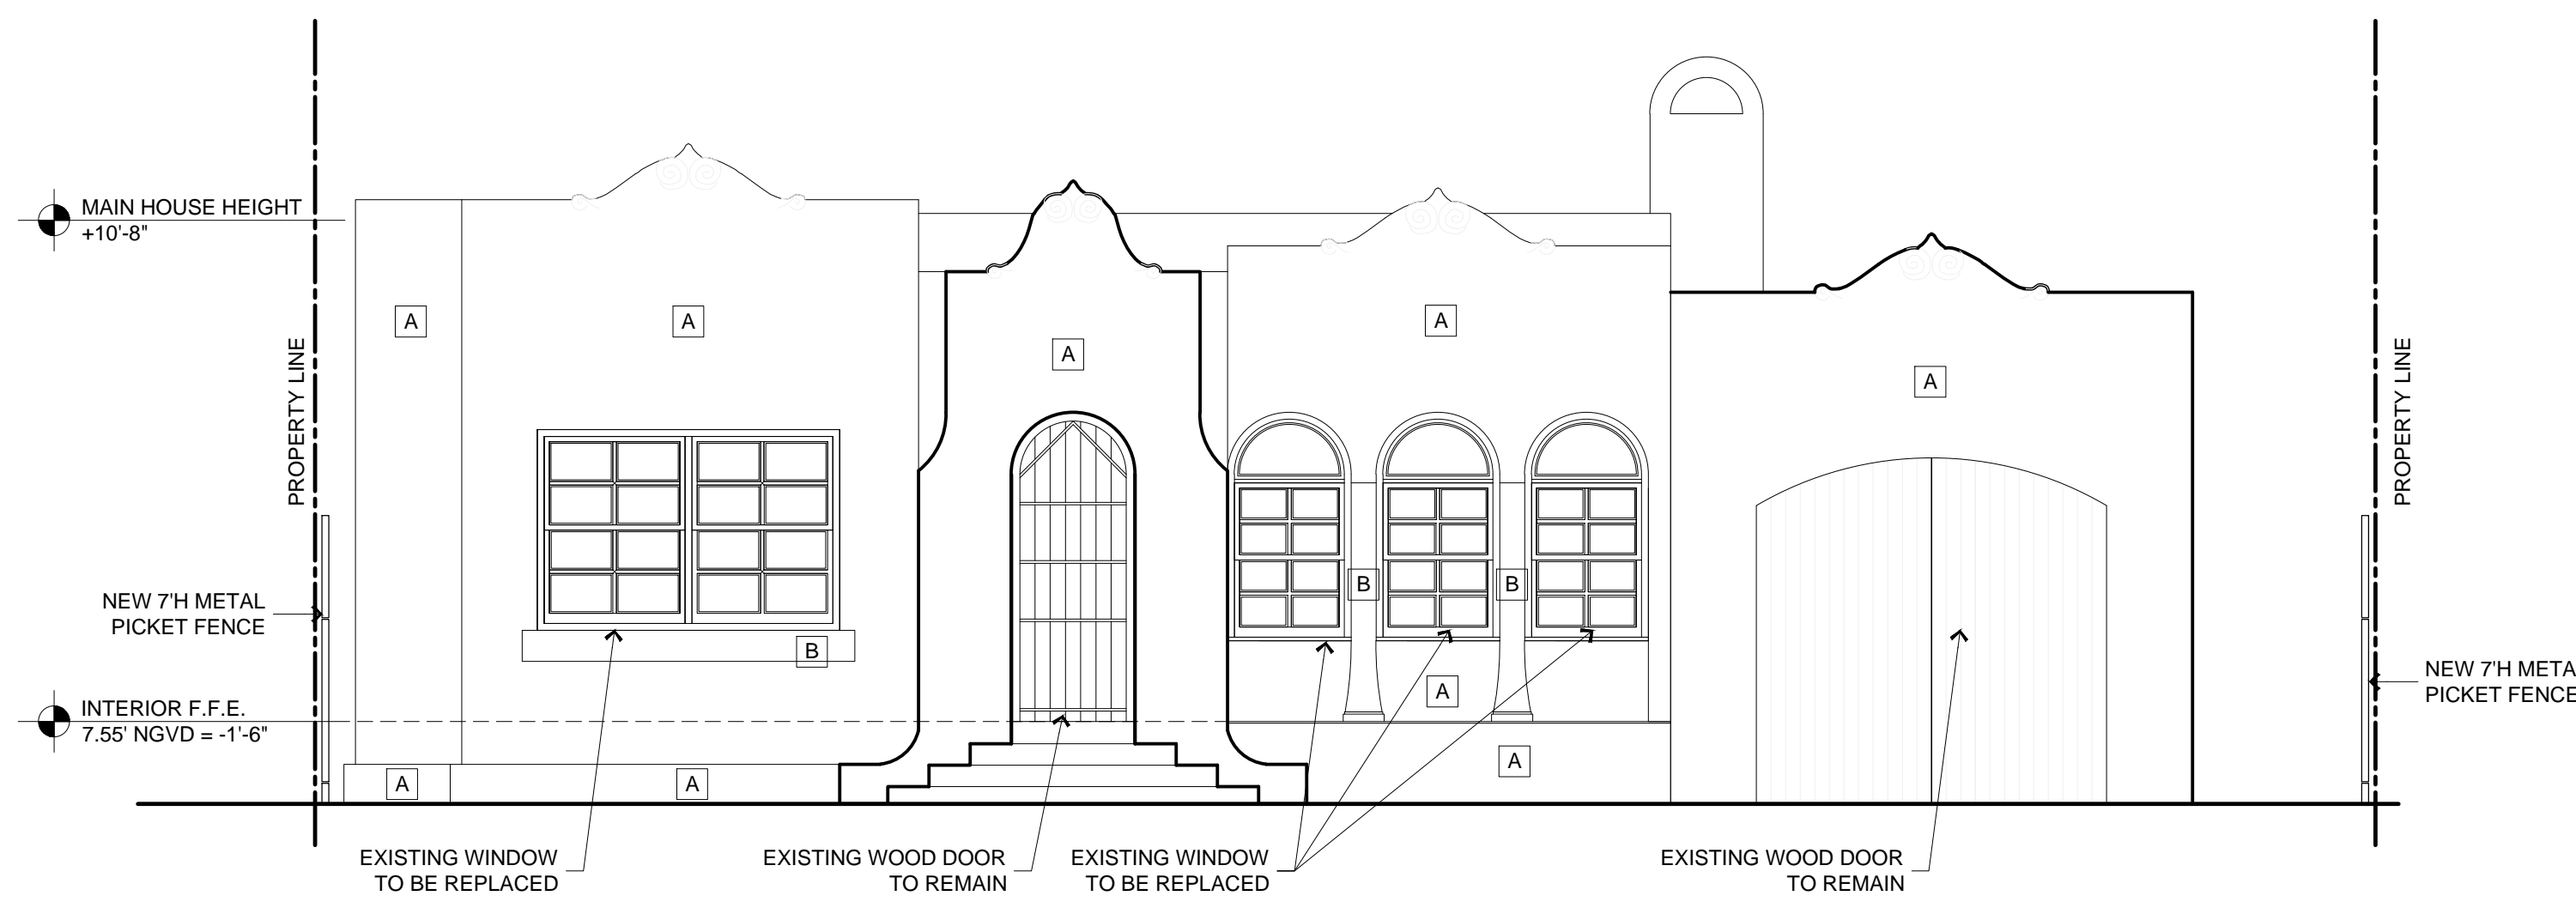 MAIN HOUSE HEIGHT
+10'-8"
A
A
A
A
A
PROPERTY LINE
PROPERTY LINE
B
B
NEW 7'H METAL
PICKET FENCE
B
A
NEW 7'H META
PICKET FENCE
INTERIOR F.F.E.
7.55' NGVD = -1'-6"
A
A
A
EXISTING WINDOW
TO BE REPLACED
EXISTING WOOD DOOR
TO REMAIN
EXISTING WINDOW
TO BE REPLACED
EXISTING WOOD DOOR
TO REMAIN